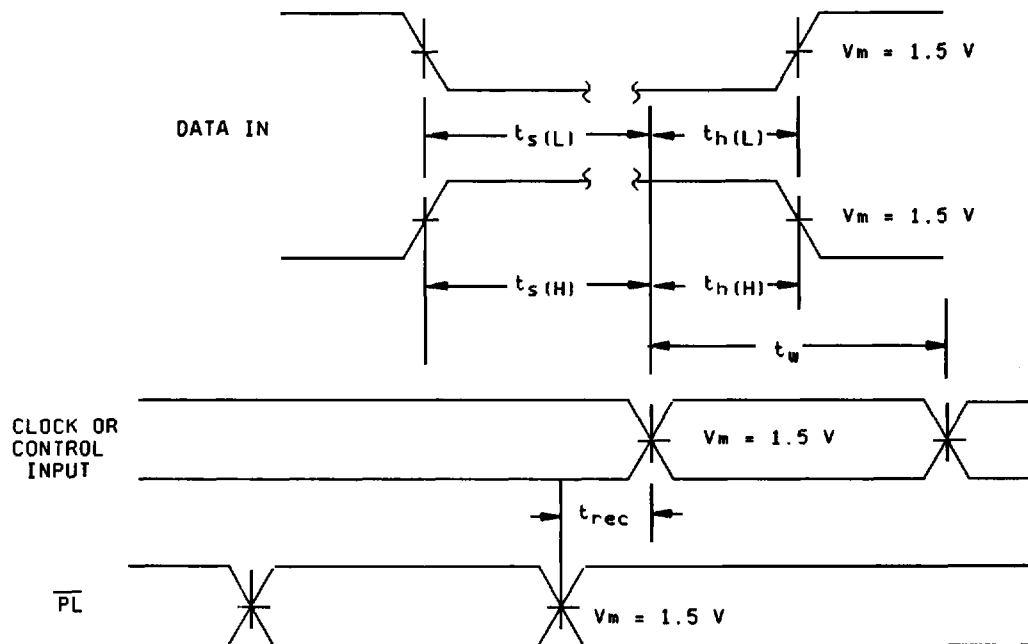 Vm = 1.5 V
DATA IN
ts(L)
th(L)
Vm = 1.5 V
ts(H)
th(H)
tw
CLOCK OR
CONTROL
INPUT
Vm = 1.5 V
trec
PL
Vm = 1.5 V